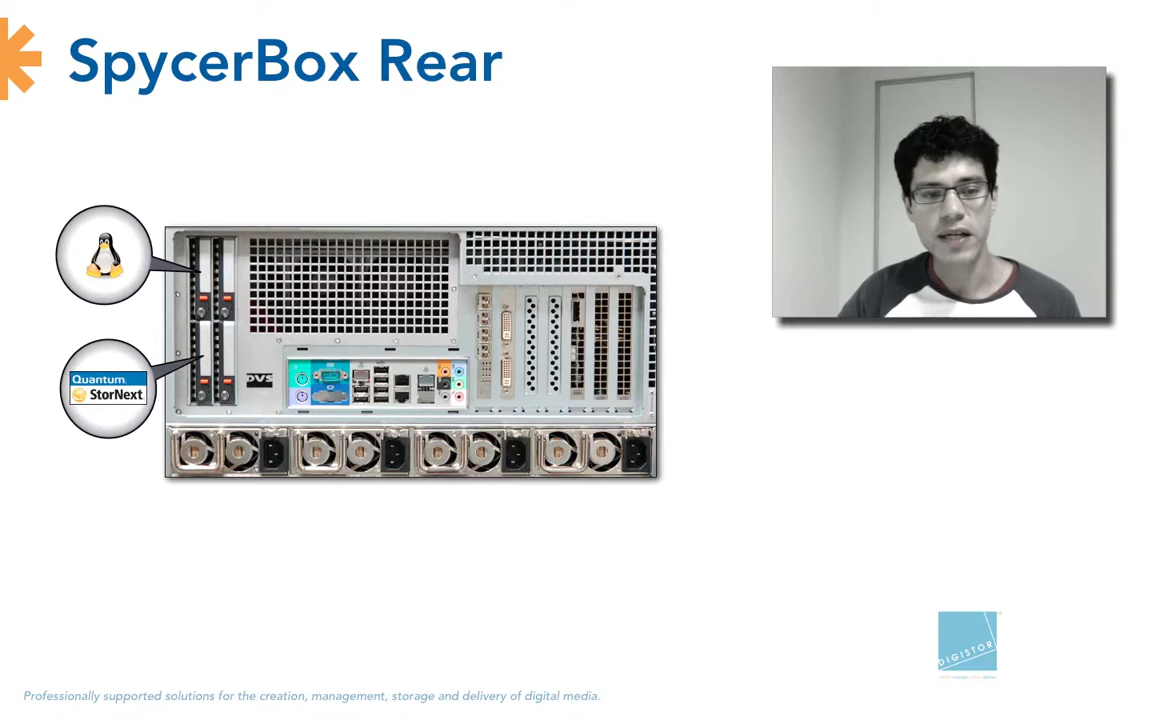 SpycerBox Rear
Quantum.
StorNext
DVS
DIGISTOR
Professionally supported solutions for the creation, management, storage and delivery of digital media.